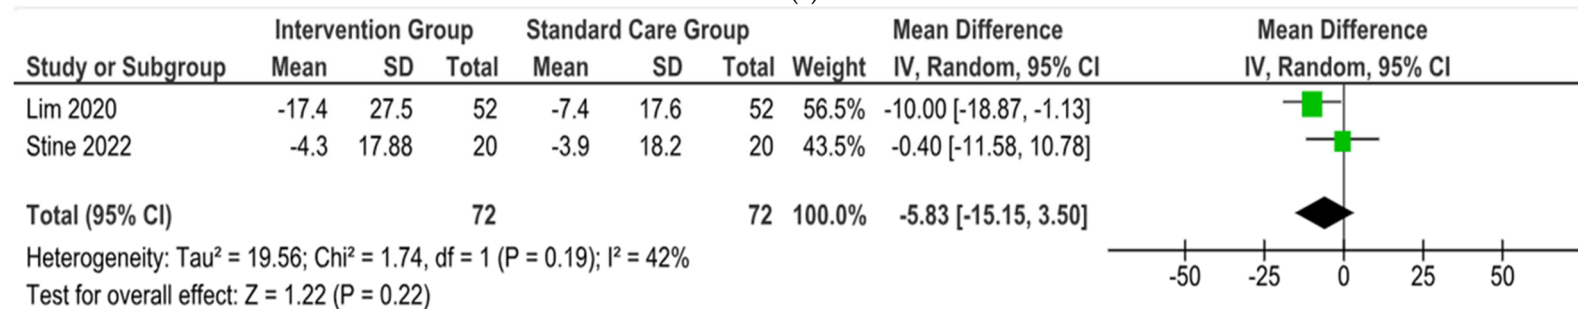 Intervention Group Standard Care Group Mean Difference Mean Difference
Study or Subgroup Mean SD Total Mean SD Total Weight IV, Random, 95% CI IV, Random, 95% CI
Lim 2020 -17.4 27.5 52 -7.4 17.6 52 56.5% -10.00 [-18.87, -1.13]
Stine 2022 -4.3 17.88 20 -3.9 18.2 20 43.5% -0.40 [-11.58, 10.78]
Total (95% CI) 72 72 100.0% -5.83 [-15.15, 3.50]
Heterogeneity: Tau² = 19.56; Chi² = 1.74, df = 1 (P = 0.19); I² = 42%
Test for overall effect: Z = 1.22 (P = 0.22)
-50 -25 0 25 50